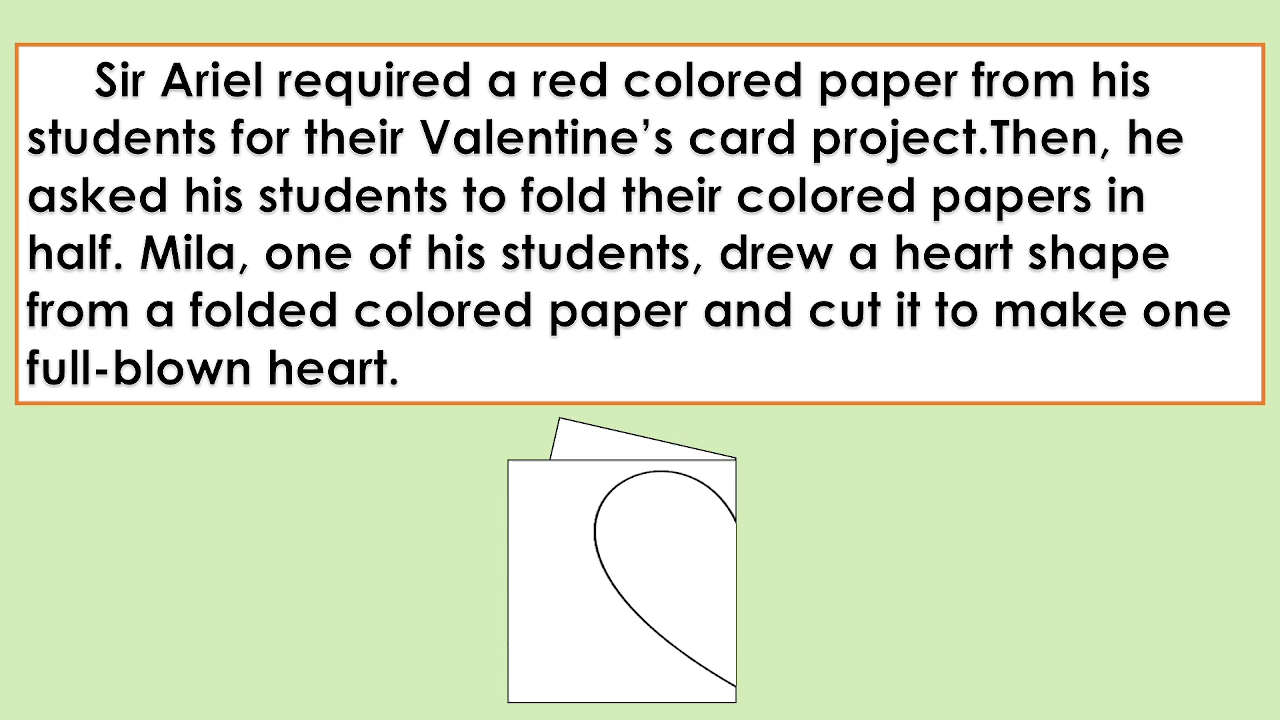 Sir Ariel required a red colored paper from his
students for their Valentine’s card project.Then, he
asked his students to fold their colored papers in
half. Mila, one of his students, drew a heart shape
from a folded colored paper and cut it to make one
full-blown heart.